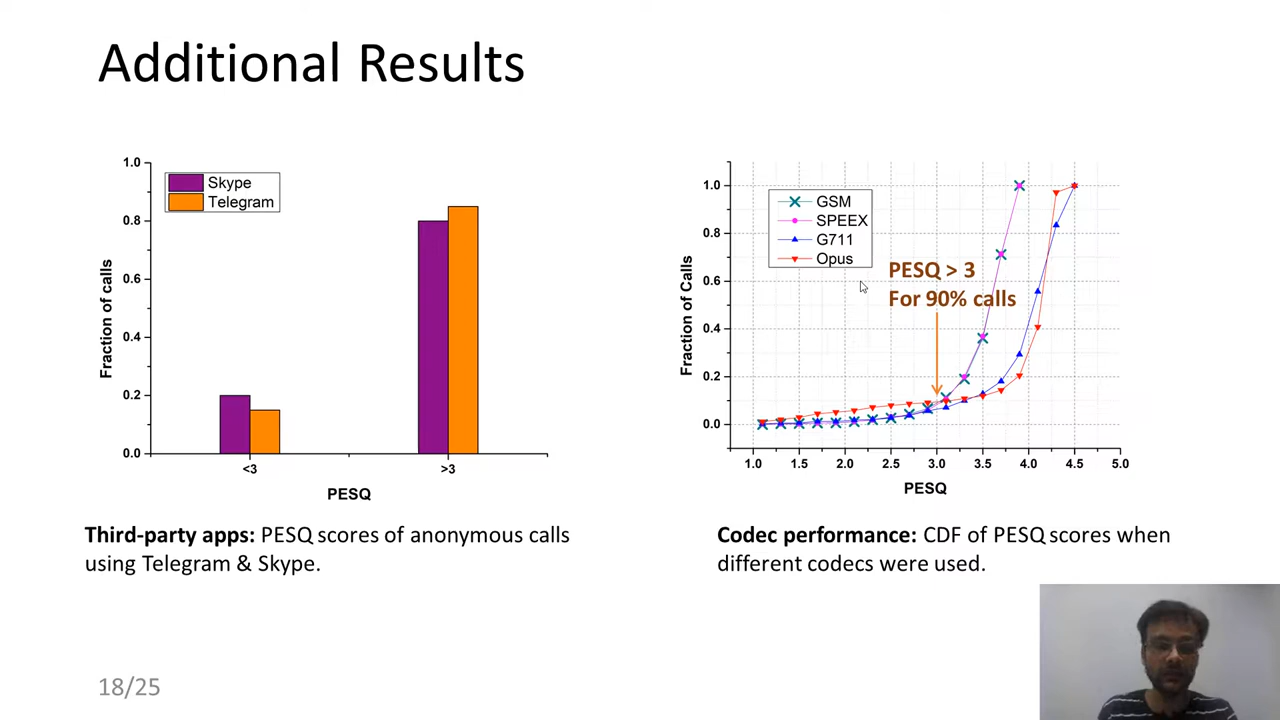 Additional Results
1.0
0.8
0.6
0.4
0.2
0.0
Fraction of calls
Skype
Telegram
<3
>3
PESQ
Third-party apps: PESQ scores of anonymous calls
using Telegram & Skype.
1.0
0.8
0.6
0.4
0.2
0.0
Fraction of Calls
GSM
SPEEX
G711
Opus
PESQ > 3
For 90% calls
1.0 1.5 2.0 2.5 3.0 3.5 4.0 4.5 5.0
PESQ
Codec performance: CDF of PESQ scores when
different codecs were used.
18/25